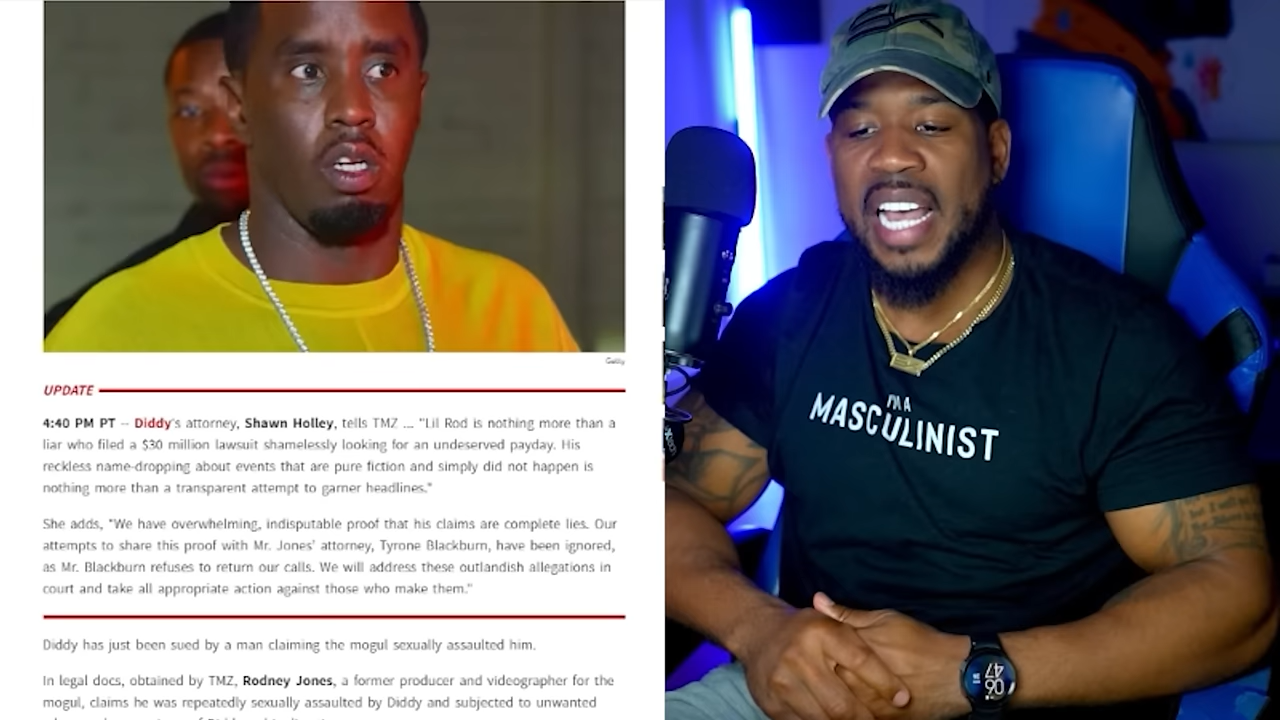 Getty
UPDATE
4:40 PM PT -- Diddy's attorney, Shawn Holley, tells TMZ ... "Lil Rod is nothing more than a
liar who filed a $30 million lawsuit shamelessly looking for an undeserved payday. His
reckless name-dropping about events that are pure fiction and simply did not happen is
nothing more than a transparent attempt to garner headlines."
She adds, "We have overwhelming, indisputable proof that his claims are complete lies. Our
attempts to share this proof with Mr. Jones' attorney, Tyrone Blackburn, have been ignored,
as Mr. Blackburn refuses to return our calls. We will address these outlandish allegations in
court and take all appropriate action against those who make them."
Diddy has just been sued by a man claiming the mogul sexually assaulted him.
In legal docs, obtained by TMZ, Rodney Jones, a former producer and videographer for the
mogul, claims he was repeatedly sexually assaulted by Diddy and subjected to unwanted
I'M A
MASCULINIST